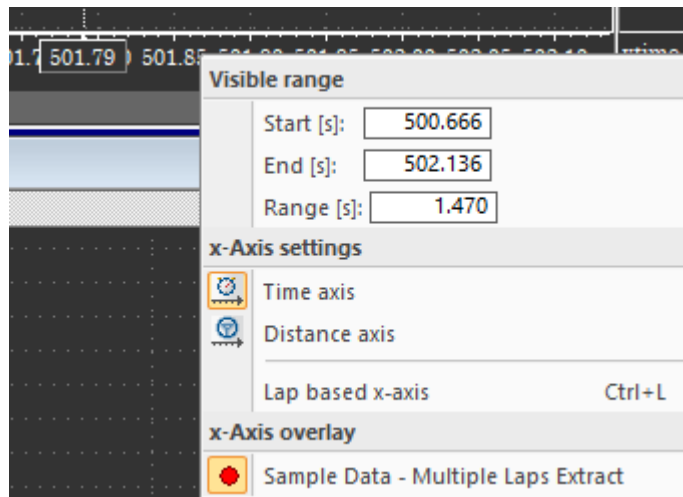 501.79 501.85
Visible range
Start [s]: 500.666
End [s]: 502.136
Range [s]: 1.470
x-Axis settings
Time axis
Distance axis
Lap based x-axis Ctrl+L
x-Axis overlay
Sample Data - Multiple Laps Extract